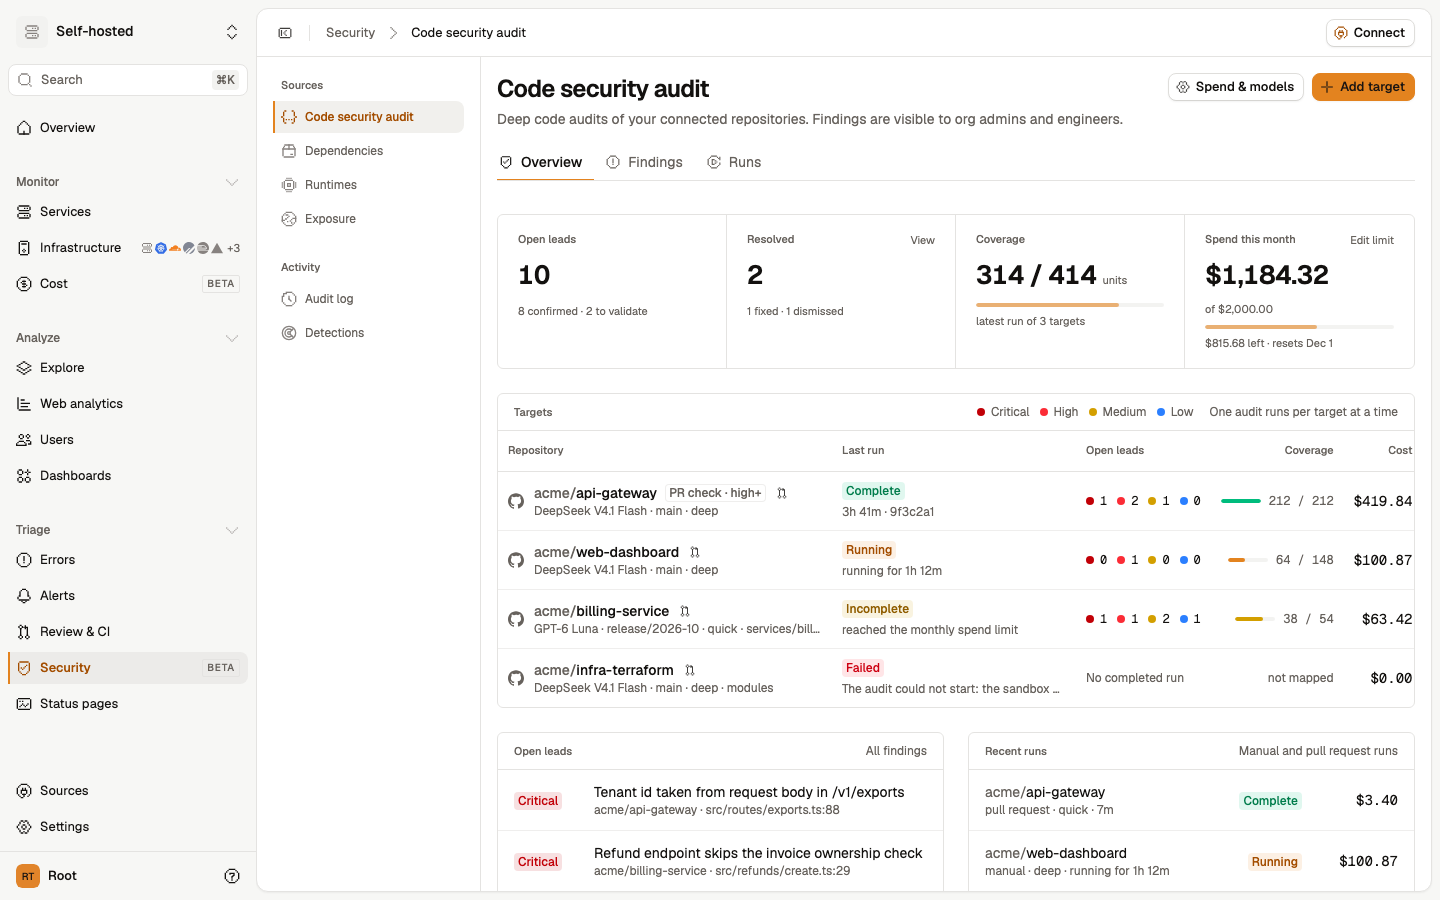 Self-hosted
Search ⌘K
Overview
Monitor
Services
Infrastructure +3
Cost BETA
Analyze
Explore
Web analytics
Users
Dashboards
Triage
Errors
Alerts
Review & CI
Security BETA
Status pages
Sources
Settings
RT Root
Security Code security audit
Connect
Sources
Code security audit
Dependencies
Runtimes
Exposure
Activity
Audit log
Detections
Code security audit
Spend & models
Add target
Deep code audits of your connected repositories. Findings are visible to org admins and engineers.
Overview Findings Runs
Open leads
10
8 confirmed · 2 to validate
Resolved View
2
1 fixed · 1 dismissed
Coverage
314 / 414 units
latest run of 3 targets
Spend this month Edit limit
$1,184.32
of $2,000.00
$815.68 left · resets Dec 1
Targets Critical High Medium Low One audit runs per target at a time
Repository Last run Open leads Coverage Cost
acme/api-gateway PR check · high+
DeepSeek V4.1 Flash · main · deep
Complete
3h 41m · 9f3c2a1
1 2 1 0 212 / 212 $419.84
acme/web-dashboard
DeepSeek V4.1 Flash · main · deep
Running
running for 1h 12m
0 1 0 0 64 / 148 $100.87
acme/billing-service
GPT-6 Luna · release/2026-10 · quick · services/bill...
Incomplete
reached the monthly spend limit
1 1 2 1 38 / 54 $63.42
acme/infra-terraform
DeepSeek V4.1 Flash · main · deep · modules
Failed
The audit could not start: the sandbox ...
No completed run not mapped $0.00
Open leads All findings
Critical
Tenant id taken from request body in /v1/exports
acme/api-gateway · src/routes/exports.ts:88
Critical
Refund endpoint skips the invoice ownership check
acme/billing-service · src/refunds/create.ts:29
Recent runs Manual and pull request runs
acme/api-gateway
pull request · quick · 7m
Complete $3.40
acme/web-dashboard
manual · deep · running for 1h 12m
Running $100.87